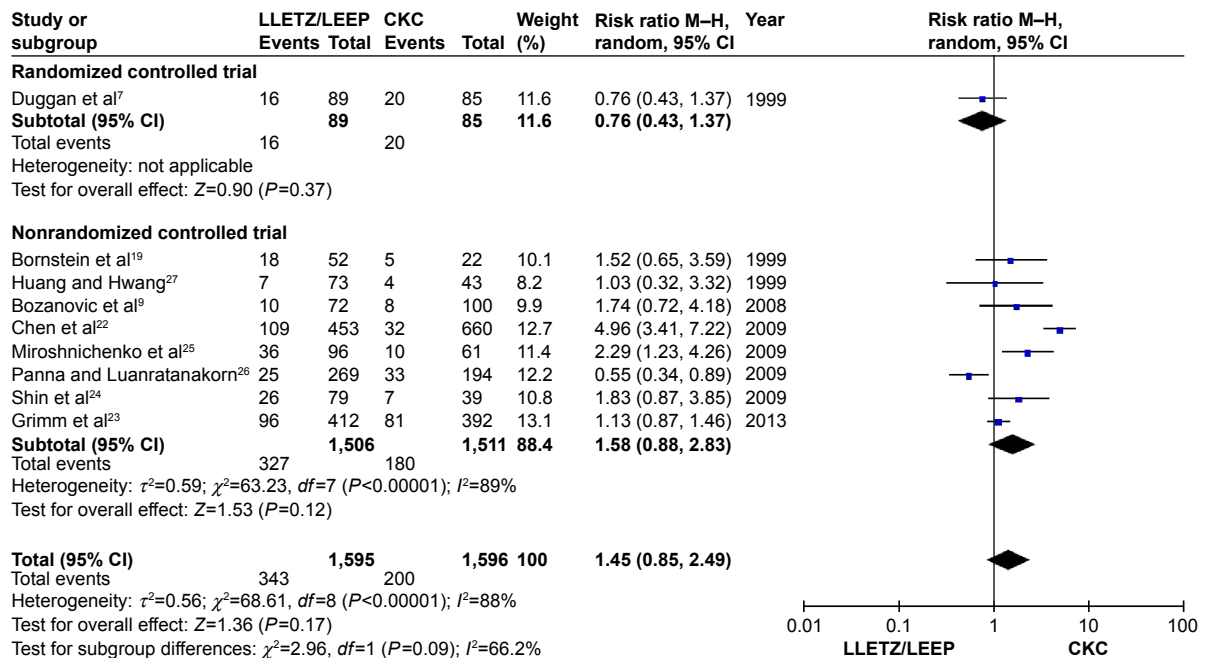 Study or LLETZ/LEEP CKC Weight Risk ratio M–H, Year Risk ratio M–H,
subgroup Events Total Events Total (%) random, 95% CI random, 95% CI
Randomized controlled trial
Duggan et al⁷ 16 89 20 85 11.6 0.76 (0.43, 1.37) 1999
Subtotal (95% CI) 89 85 11.6 0.76 (0.43, 1.37)
Total events 16 20
Heterogeneity: not applicable
Test for overall effect: Z=0.90 (P=0.37)
Nonrandomized controlled trial
Bornstein et al¹⁹ 18 52 5 22 10.1 1.52 (0.65, 3.59) 1999
Huang and Hwang²⁷ 7 73 4 43 8.2 1.03 (0.32, 3.32) 1999
Bozanovic et al⁹ 10 72 8 100 9.9 1.74 (0.72, 4.18) 2008
Chen et al²² 109 453 32 660 12.7 4.96 (3.41, 7.22) 2009
Miroshnichenko et al²⁵ 36 96 10 61 11.4 2.29 (1.23, 4.26) 2009
Panna and Luanratanakorn²⁶ 25 269 33 194 12.2 0.55 (0.34, 0.89) 2009
Shin et al²⁴ 26 79 7 39 10.8 1.83 (0.87, 3.85) 2009
Grimm et al²³ 96 412 81 392 13.1 1.13 (0.87, 1.46) 2013
Subtotal (95% CI) 1,506 1,511 88.4 1.58 (0.88, 2.83)
Total events 327 180
Heterogeneity: τ²=0.59; χ²=63.23, df=7 (P<0.00001); I²=89%
Test for overall effect: Z=1.53 (P=0.12)
Total (95% CI) 1,595 1,596 100 1.45 (0.85, 2.49)
Total events 343 200
Heterogeneity: τ²=0.56; χ²=68.61, df=8 (P<0.00001); I²=88%
Test for overall effect: Z=1.36 (P=0.17)
Test for subgroup differences: χ²=2.96, df=1 (P=0.09); I²=66.2%
0.01 0.1 1 10 100
LLETZ/LEEP CKC